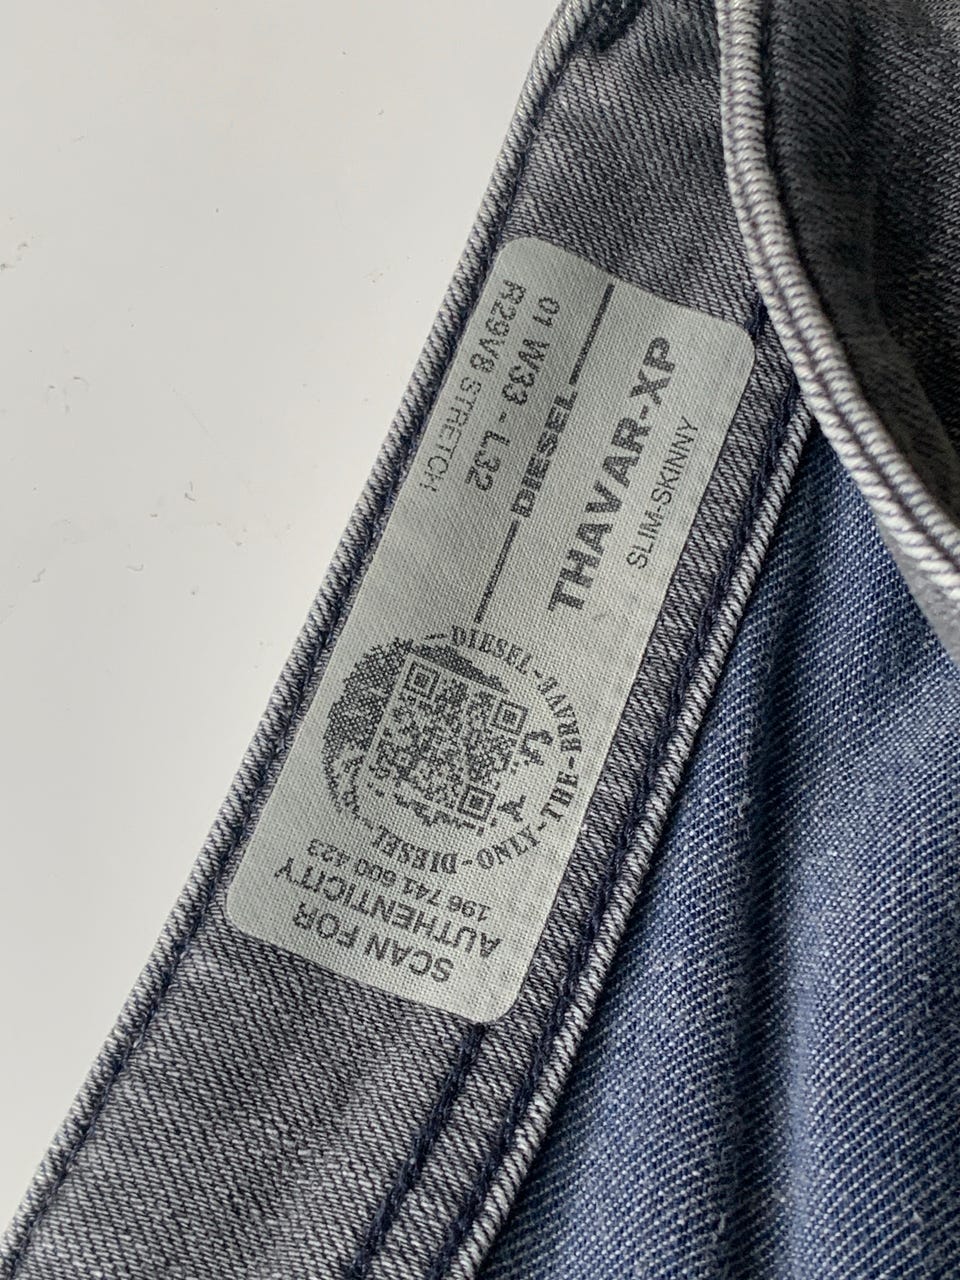 THAVAR-XP
SLIM-SKINNY
DIESEL
01 W33 - L32
R29V8 STRETCH
DIESEL-
ONLY-THE-BRAVE-
DIESEL-
SCAN FOR
AUTHENTICITY
196 741 600 423